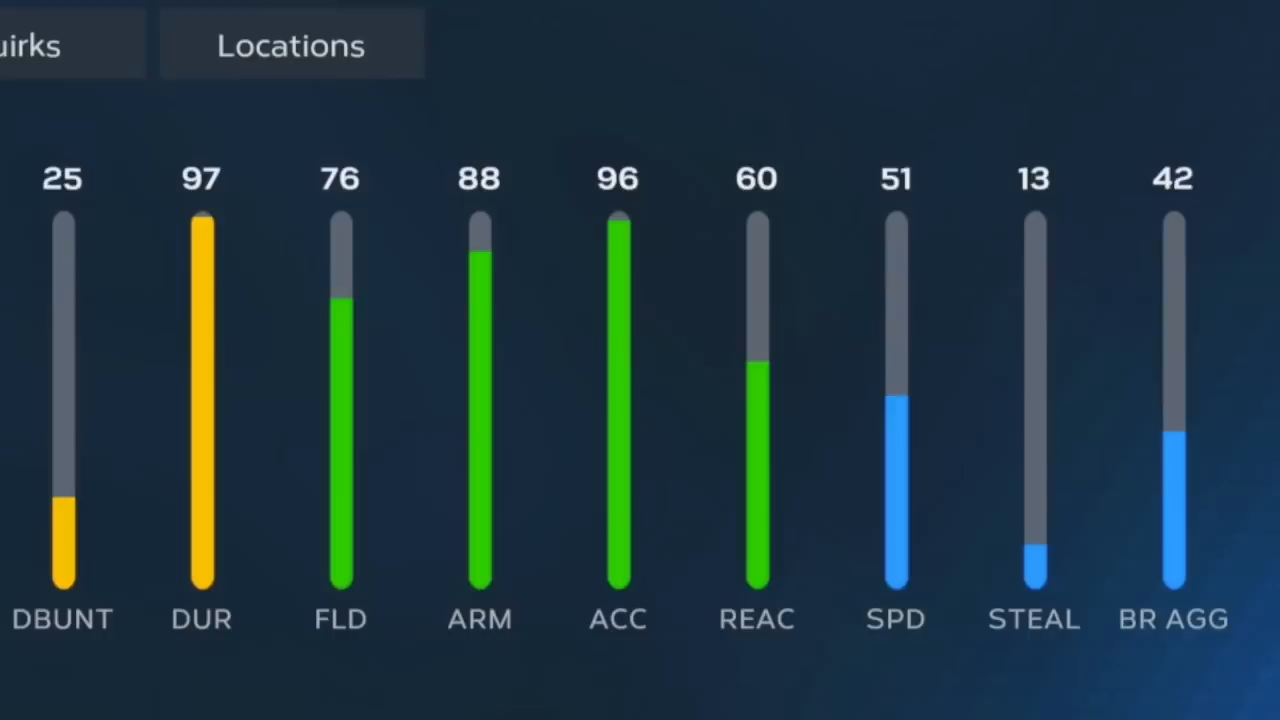 uirks Locations
25 97 76 88 96 60 51 13 42
DBUNT DUR FLD ARM ACC REAC SPD STEAL BR AGG